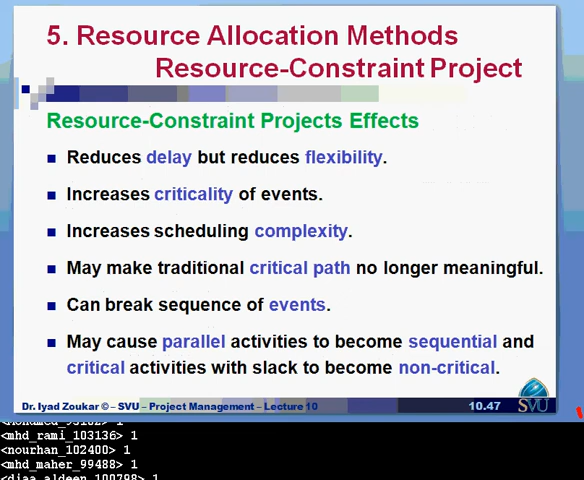 5. Resource Allocation Methods
Resource-Constraint Project
Resource-Constraint Projects Effects
Reduces delay but reduces flexibility.
Increases criticality of events.
Increases scheduling complexity.
May make traditional critical path no longer meaningful.
Can break sequence of events.
May cause parallel activities to become sequential and
critical activities with slack to become non-critical.
Dr. Iyad Zoukar © – SVU – Project Management – Lecture 10
10.47
SVU
<mhd_rami_103136> 1
<nourhan_102400> 1
<mhd_maher_99488> 1